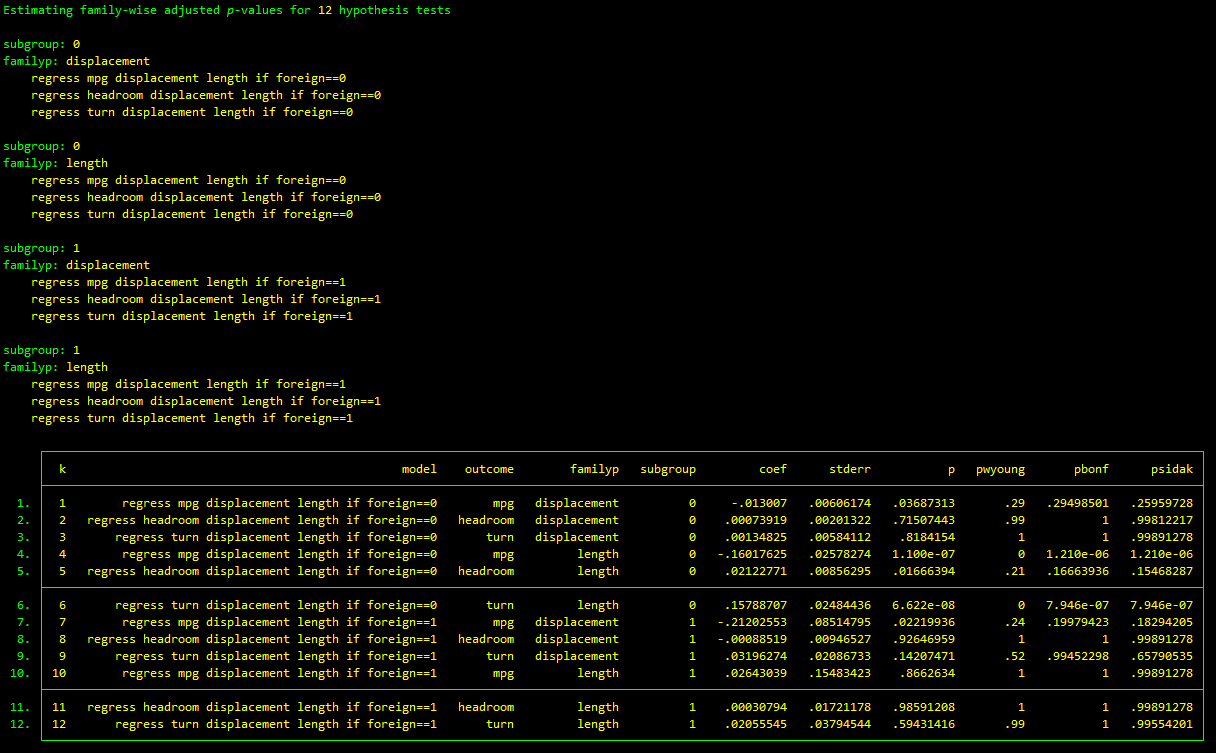 Estimating family-wise adjusted p-values for 12 hypothesis tests
subgroup: 0
familyp: displacement
regress mpg displacement length if foreign==0
regress headroom displacement length if foreign==0
regress turn displacement length if foreign==0
subgroup: 0
familyp: length
regress mpg displacement length if foreign==0
regress headroom displacement length if foreign==0
regress turn displacement length if foreign==0
subgroup: 1
familyp: displacement
regress mpg displacement length if foreign==1
regress headroom displacement length if foreign==1
regress turn displacement length if foreign==1
subgroup: 1
familyp: length
regress mpg displacement length if foreign==1
regress headroom displacement length if foreign==1
regress turn displacement length if foreign==1
k model outcome familyp subgroup coef stderr p pwyoung pbonf psidak
1. 1 regress mpg displacement length if foreign==0 mpg displacement 0 -.013007 .00606174 .03687313 .29 .29498501 .25959728
2. 2 regress headroom displacement length if foreign==0 headroom displacement 0 .00073919 .00201322 .71507443 .99 1 .99812217
3. 3 regress turn displacement length if foreign==0 turn displacement 0 .00134825 .00584112 .8184154 1 1 .99891278
4. 4 regress mpg displacement length if foreign==0 mpg length 0 -.16017625 .02578274 1.100e-07 0 1.210e-06 1.210e-06
5. 5 regress headroom displacement length if foreign==0 headroom length 0 .02122771 .00856295 .01666394 .21 .16663936 .15468287
6. 6 regress turn displacement length if foreign==0 turn length 0 .15788707 .02484436 6.622e-08 0 7.946e-07 7.946e-07
7. 7 regress mpg displacement length if foreign==1 mpg displacement 1 -.21202553 .08514795 .02219936 .24 .19979423 .18294205
8. 8 regress headroom displacement length if foreign==1 headroom displacement 1 -.00088519 .00946527 .92646959 1 1 .99891278
9. 9 regress turn displacement length if foreign==1 turn displacement 1 .03196274 .02086733 .14207471 .52 .99452298 .65790535
10. 10 regress mpg displacement length if foreign==1 mpg length 1 .02643039 .15483423 .8662634 1 1 .99891278
11. 11 regress headroom displacement length if foreign==1 headroom length 1 .00030794 .01721178 .98591208 1 1 .99891278
12. 12 regress turn displacement length if foreign==1 turn length 1 .02055545 .03794544 .59431416 .99 1 .99554201